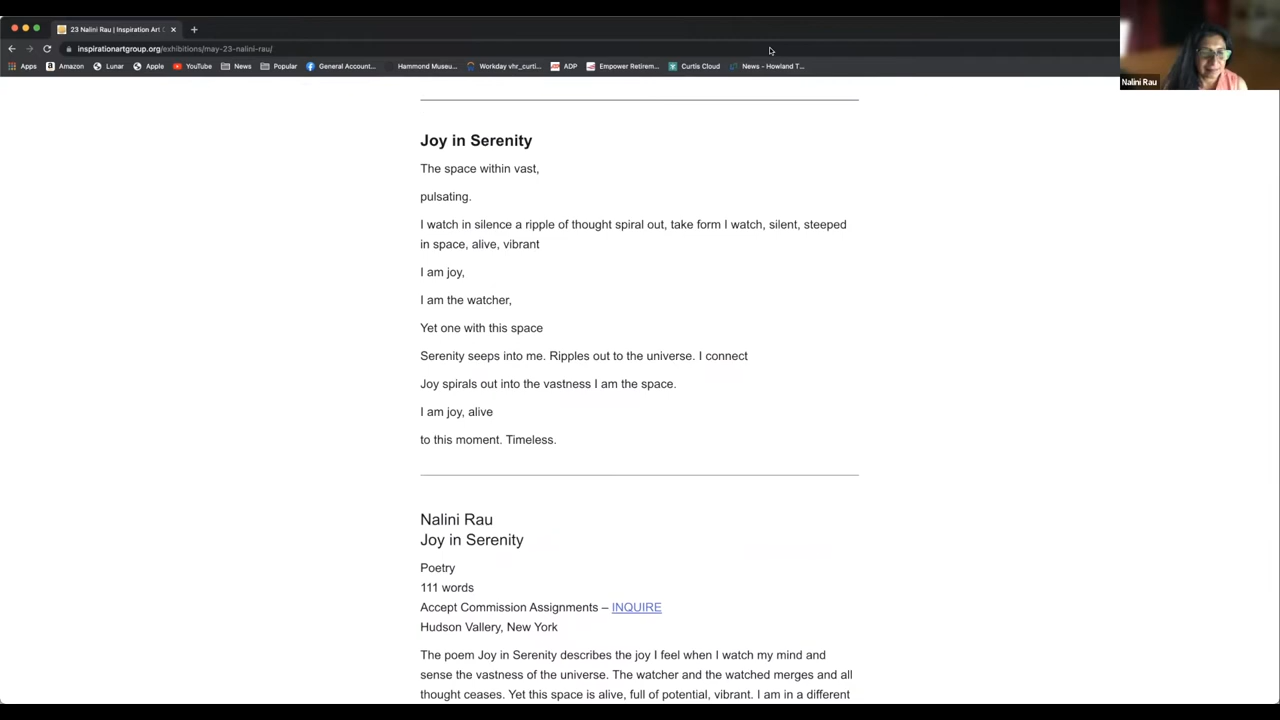 23 Nalini Rau | Inspiration Art
inspirationartgroup.org/exhibitions/may-23-nalini-rau/
Apps Amazon Lunar Apple YouTube News Popular General Account... Hammond Museu... Workday vhr_curti... ADP Empower Retirem... Curtis Cloud News - Howland T...
Nalini Rau
Joy in Serenity
The space within vast,
pulsating.
I watch in silence a ripple of thought spiral out, take form I watch, silent, steeped
in space, alive, vibrant
I am joy,
I am the watcher,
Yet one with this space
Serenity seeps into me. Ripples out to the universe. I connect
Joy spirals out into the vastness I am the space.
I am joy, alive
to this moment. Timeless.
Nalini Rau
Joy in Serenity
Poetry
111 words
Accept Commission Assignments – INQUIRE
Hudson Vallery, New York
The poem Joy in Serenity describes the joy I feel when I watch my mind and
sense the vastness of the universe. The watcher and the watched merges and all
thought ceases. Yet this space is alive, full of potential, vibrant. I am in a different